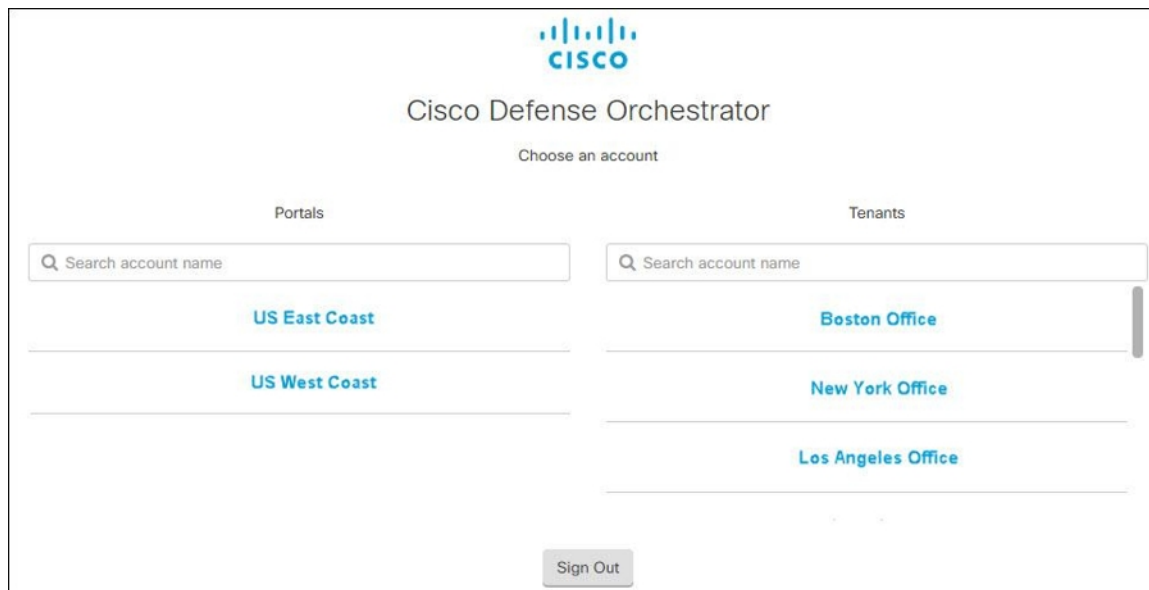 CISCO
Cisco Defense Orchestrator
Choose an account
Portals
Search account name
US East Coast
US West Coast
Tenants
Search account name
Boston Office
New York Office
Los Angeles Office
Sign Out